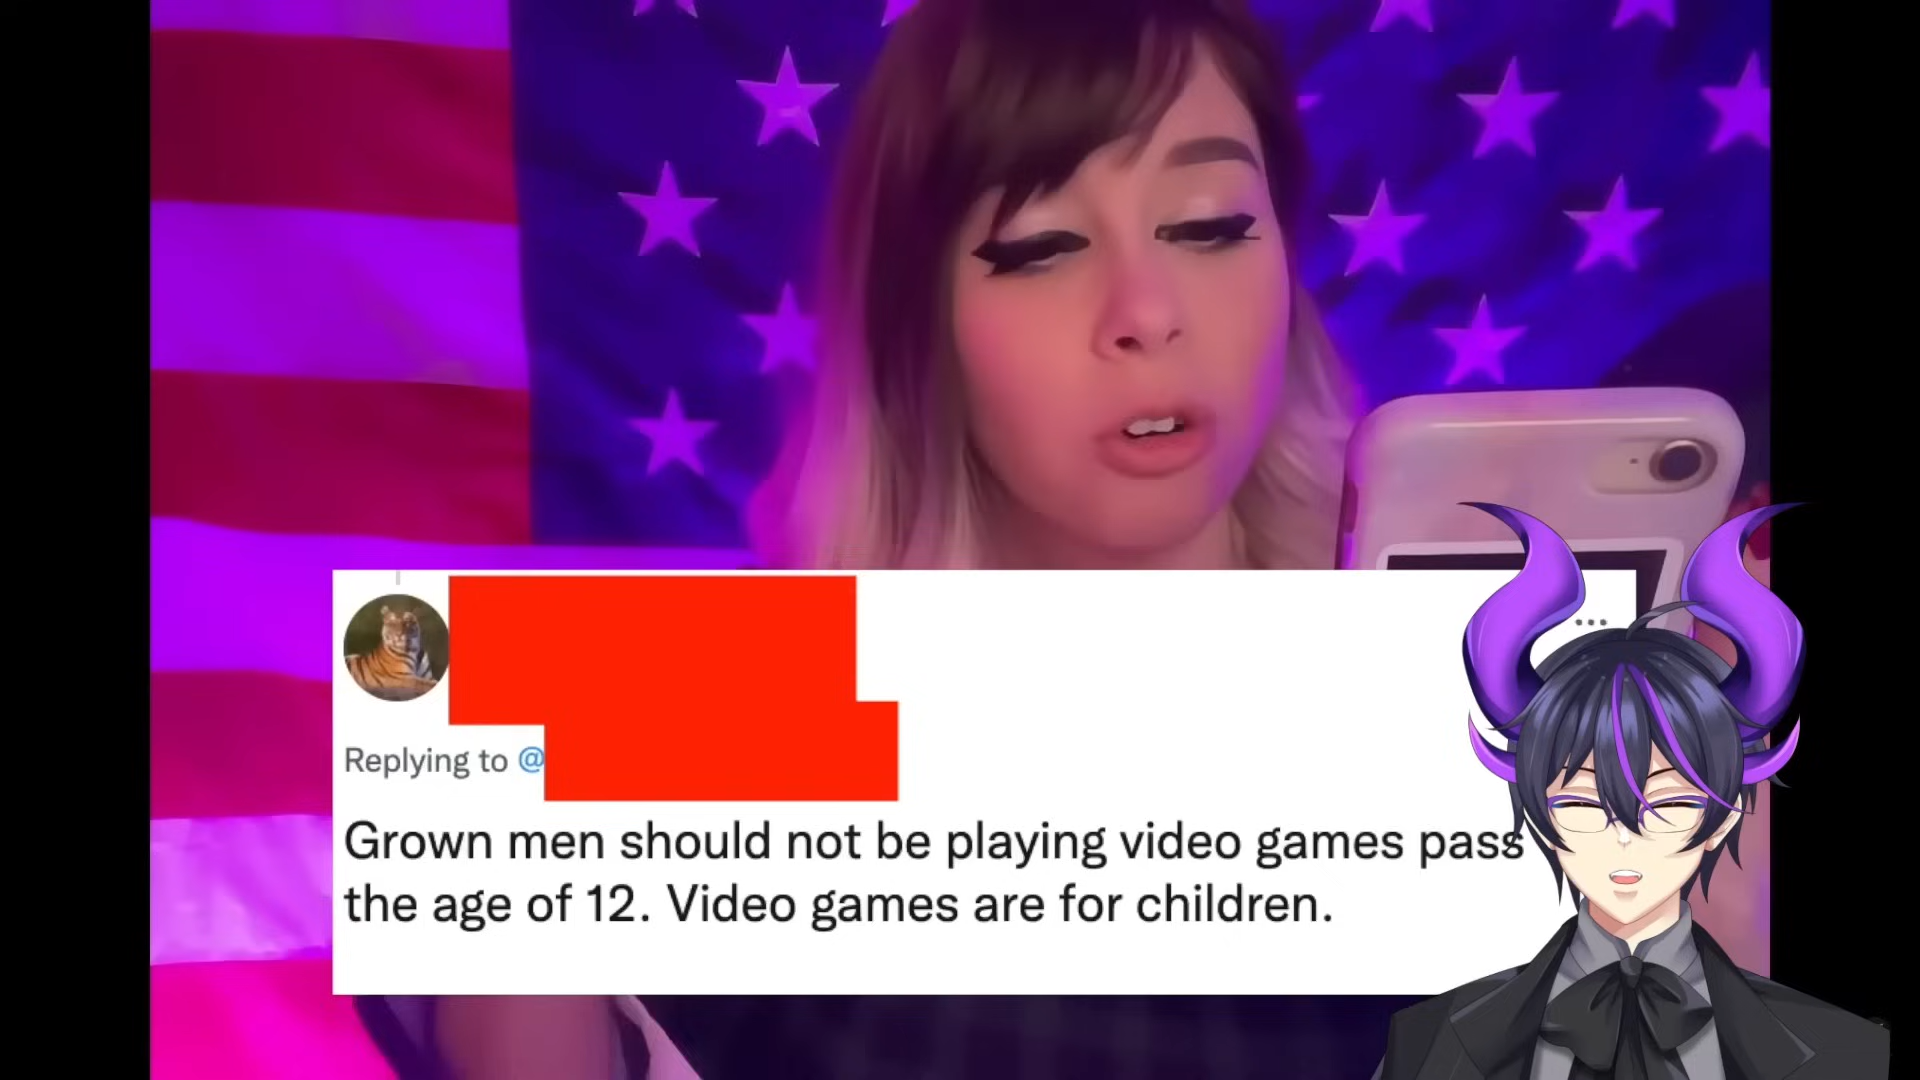 Replying to @
Grown men should not be playing video games pass
the age of 12. Video games are for children.